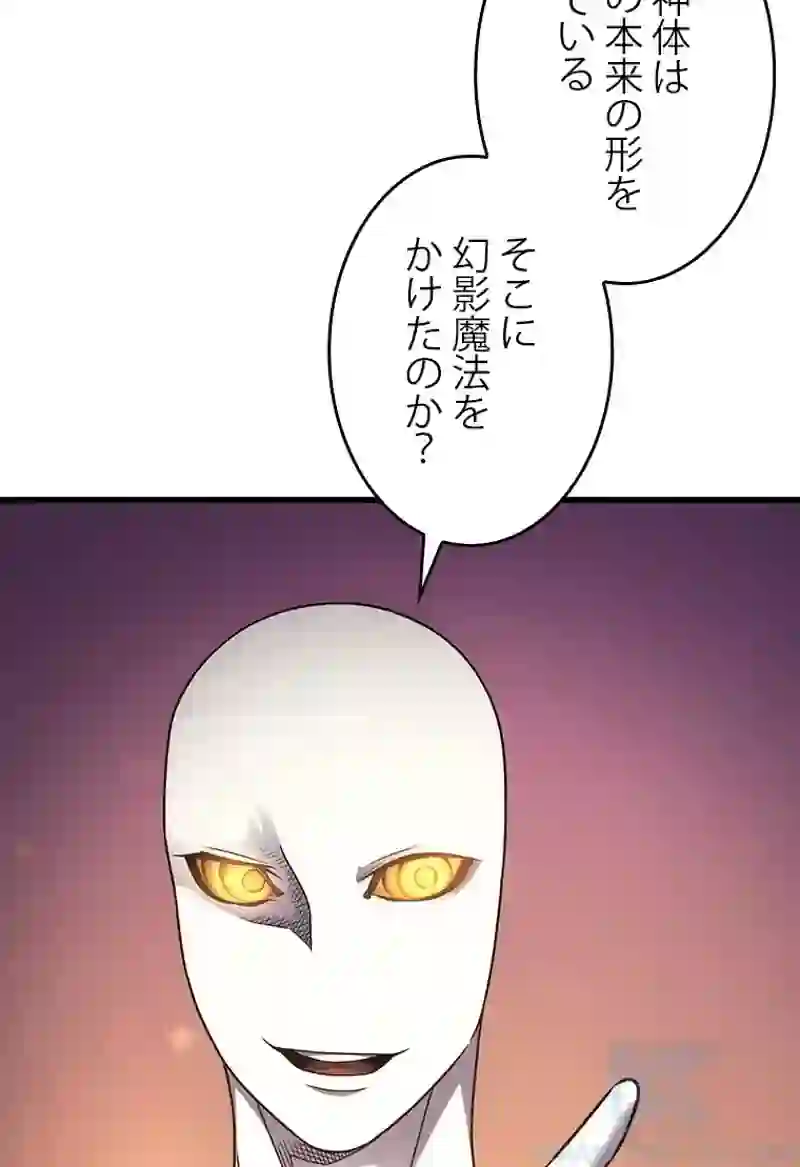 神体は
の本来の形を
ている
そこに
幻影魔法を
かけたのか?